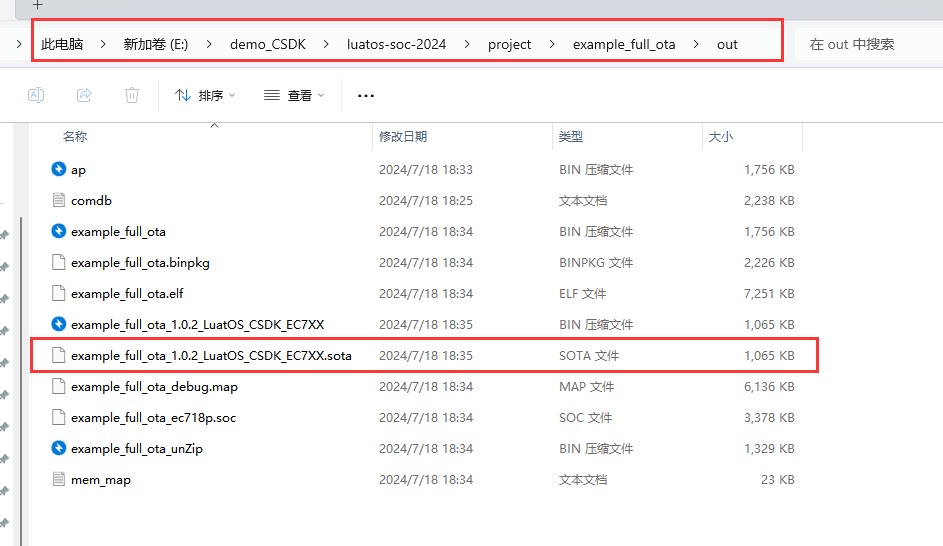 此电脑 > 新加卷 (E:) > demo_CSDK > luatos-soc-2024 > project > example_full_ota > out 在 out 中搜索
排序 查看 •••
名称 修改日期 类型 大小
ap 2024/7/18 18:33 BIN 压缩文件 1,756 KB
comdb 2024/7/18 18:25 文本文档 2,238 KB
example_full_ota 2024/7/18 18:34 BIN 压缩文件 1,756 KB
example_full_ota.binpkg 2024/7/18 18:34 BINPKG 文件 2,226 KB
example_full_ota.elf 2024/7/18 18:34 ELF 文件 7,251 KB
example_full_ota_1.0.2_LuatOS_CSDK_EC7XX 2024/7/18 18:35 BIN 压缩文件 1,065 KB
example_full_ota_1.0.2_LuatOS_CSDK_EC7XX.sota 2024/7/18 18:35 SOTA 文件 1,065 KB
example_full_ota_debug.map 2024/7/18 18:34 MAP 文件 6,136 KB
example_full_ota_ec718p.soc 2024/7/18 18:34 SOC 文件 3,378 KB
example_full_ota_unZip 2024/7/18 18:34 BIN 压缩文件 1,329 KB
mem_map 2024/7/18 18:34 文本文档 23 KB